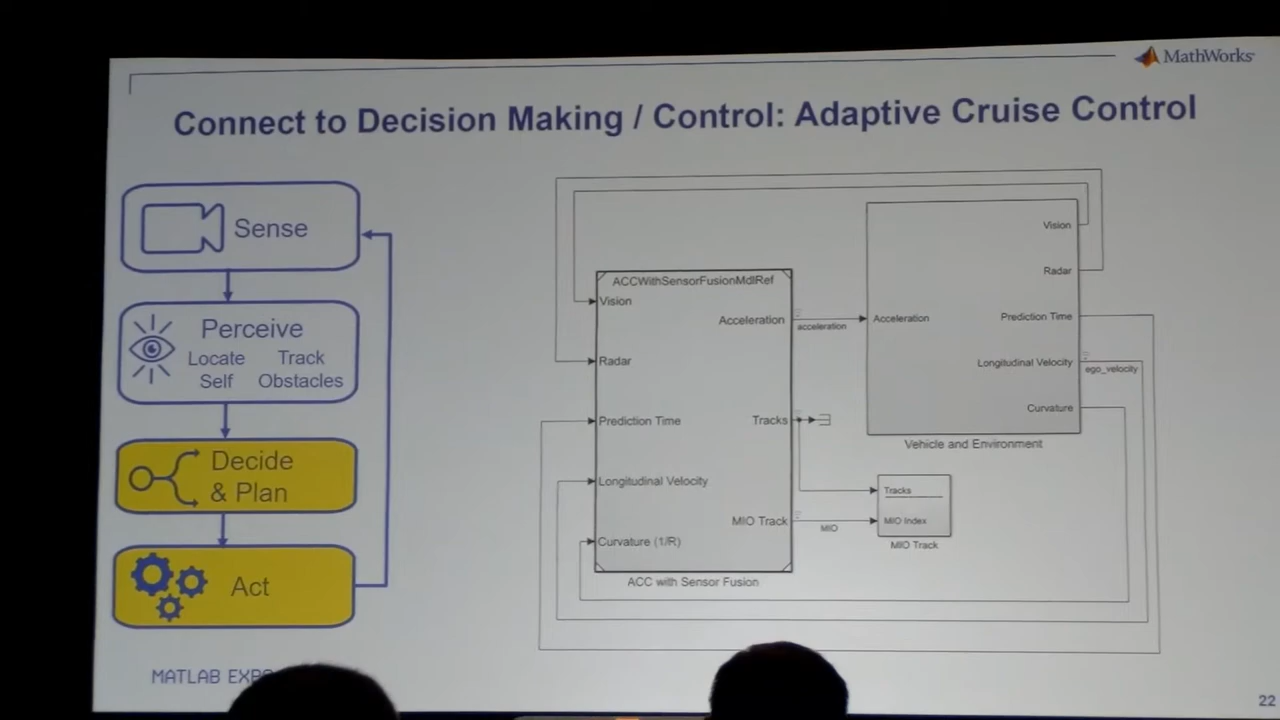 MathWorks
Connect to Decision Making / Control: Adaptive Cruise Control
Sense
Perceive
Locate Self
Track Obstacles
Decide & Plan
Act
ACCWithSensorFusionMdlRef
Vision
Radar
Prediction Time
Longitudinal Velocity
Curvature (1/R)
Acceleration
Tracks
MIO Track
ACC with Sensor Fusion
acceleration
MIO
Acceleration
Vision
Radar
Prediction Time
Longitudinal Velocity
Curvature
Vehicle and Environment
ego_velocity
Tracks
MIO Index
MIO Track
MATLAB EXPO
22